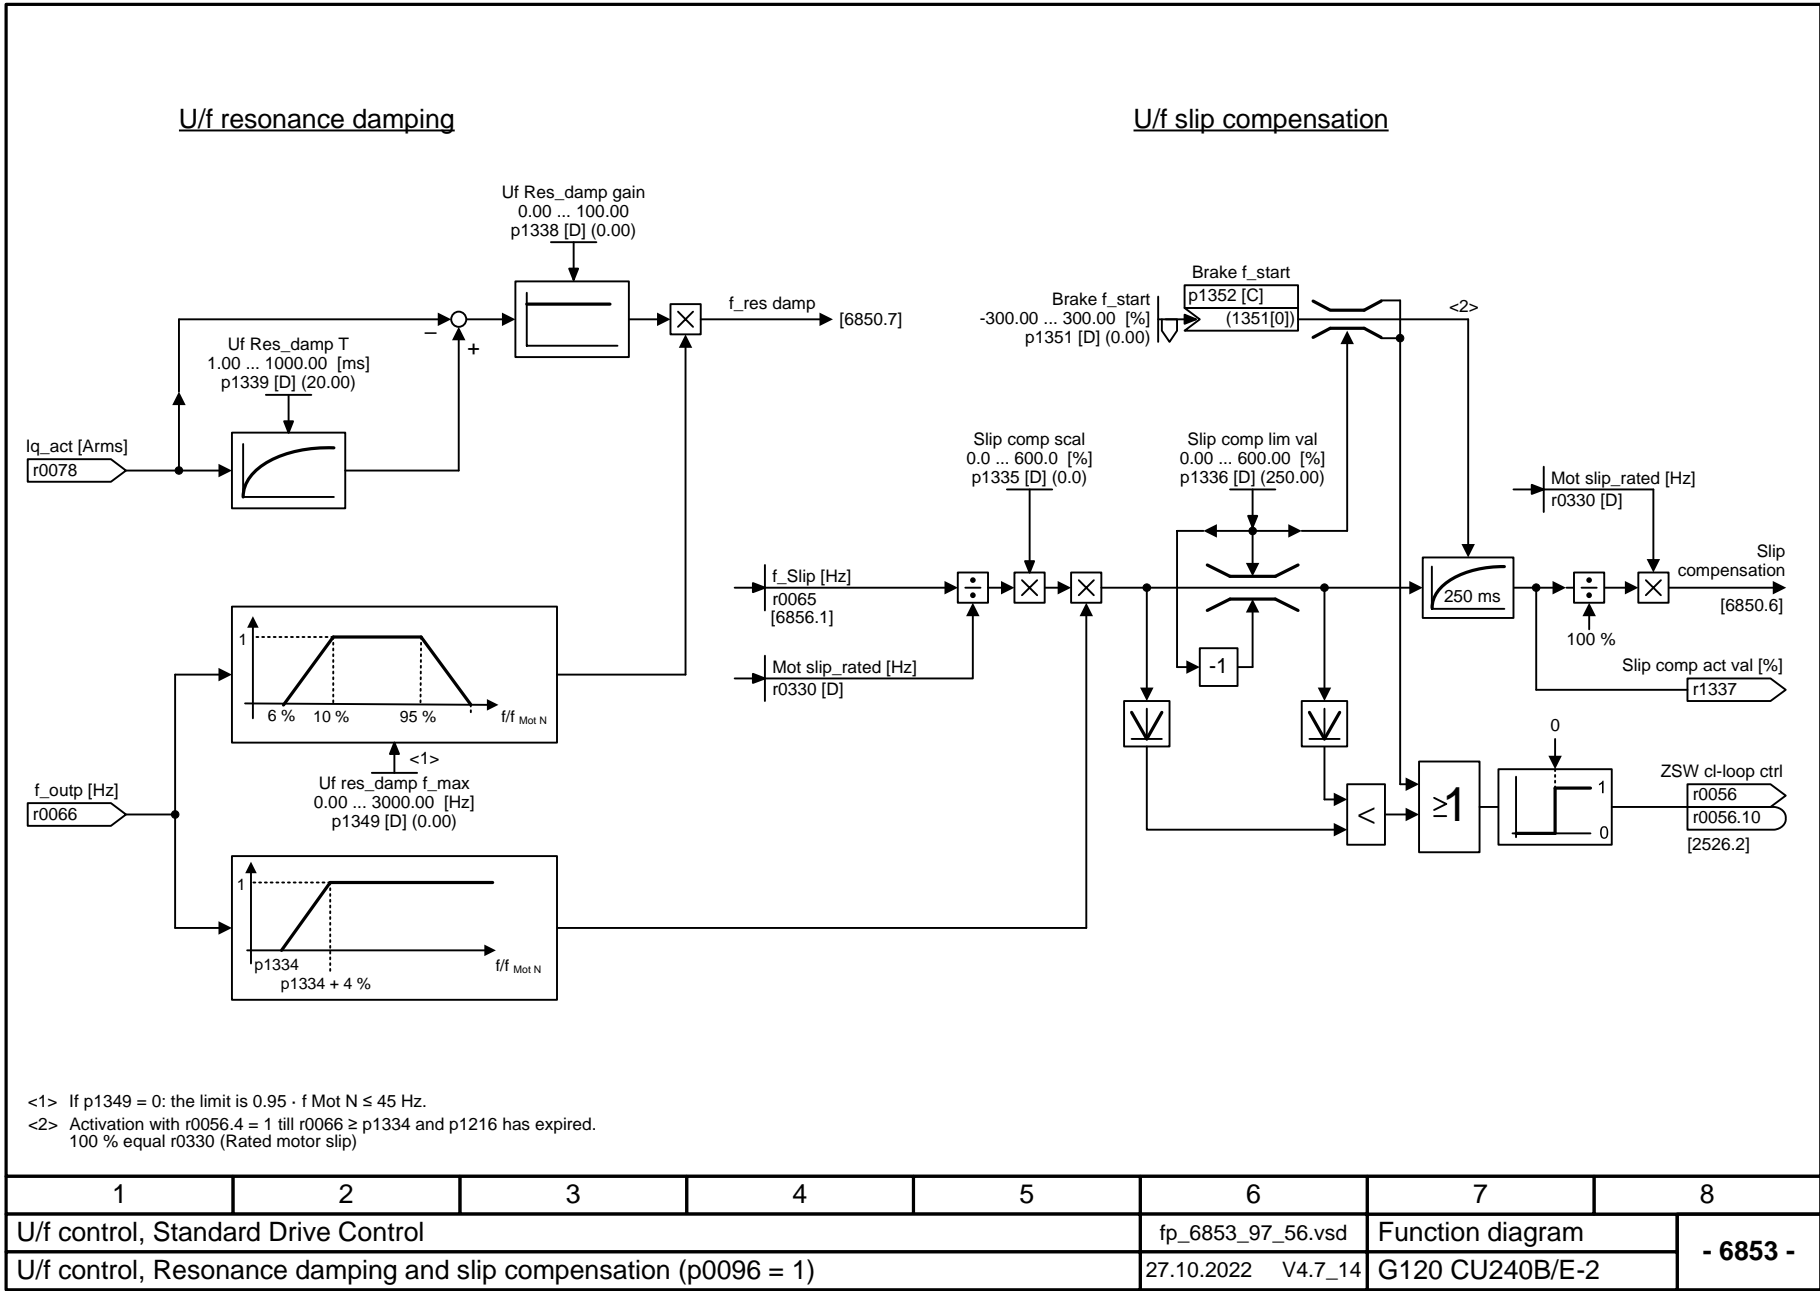 U/f resonance damping
U/f slip compensation
Uf Res_damp gain
0.00 ... 100.00
p1338 [D] (0.00)
f_res damp
[6850.7]
–
+
Uf Res_damp T
1.00 ... 1000.00 [ms]
p1339 [D] (20.00)
Iq_act [Arms]
r0078
Brake f_start
-300.00 ... 300.00 [%]
p1351 [D] (0.00)
Brake f_start
p1352 [C]
(1351[0])
<2>
Slip comp scal
0.0 ... 600.0 [%]
p1335 [D] (0.0)
Slip comp lim val
0.00 ... 600.00 [%]
p1336 [D] (250.00)
Mot slip_rated [Hz]
r0330 [D]
f_Slip [Hz]
r0065
[6856.1]
÷
×
×
250 ms
÷
×
100 %
Slip
compensation
[6850.6]
Mot slip_rated [Hz]
r0330 [D]
-1
Slip comp act val [%]
r1337
1
6 %
10 %
95 %
f/f Mot N
<1>
Uf res_damp f_max
0.00 ... 3000.00 [Hz]
p1349 [D] (0.00)
f_outp [Hz]
r0066
<
≥1
0
1
0
ZSW cl-loop ctrl
r0056
r0056.10
[2526.2]
1
p1334
p1334 + 4 %
f/f Mot N
<1> If p1349 = 0: the limit is 0.95 · f Mot N ≤ 45 Hz.
<2> Activation with r0056.4 = 1 till r0066 ≥ p1334 and p1216 has expired.
100 % equal r0330 (Rated motor slip)
1 2 3 4 5 6 7 8
U/f control, Standard Drive Control
fp_6853_97_56.vsd
Function diagram
- 6853 -
U/f control, Resonance damping and slip compensation (p0096 = 1)
27.10.2022 V4.7_14
G120 CU240B/E-2